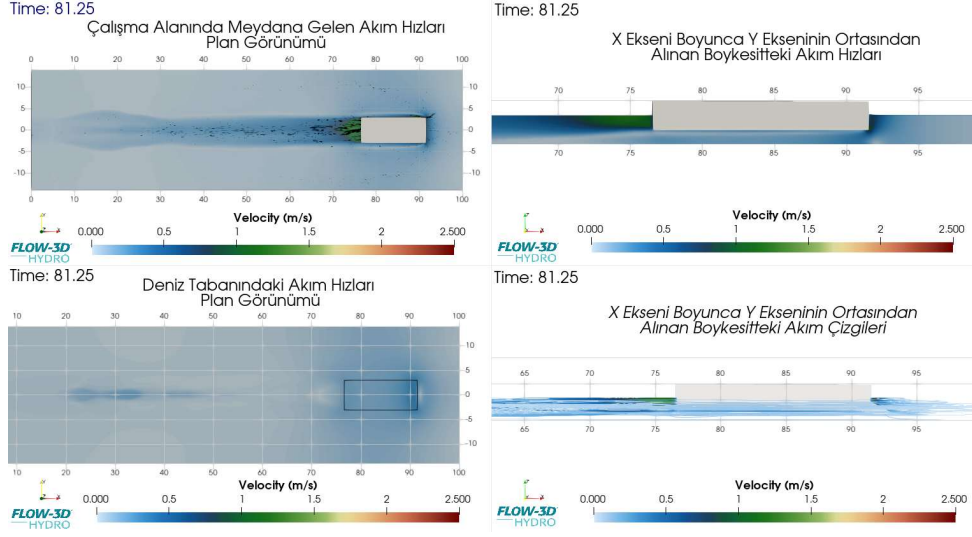 Time: 81.25
Çalışma Alanında Meydana Gelen Akım Hızları
Plan Görünümü
0 10 20 30 40 50 60 70 80 90 100
10 10
5 5
0 0
-5 -5
-10 -10
0 10 20 30 40 50 60 70 80 90 100
Velocity (m/s)
0.000 0.5 1 1.5 2 2.500
FLOW-3D
HYDRO
Time: 81.25
X Ekseni Boyunca Y Ekseninin Ortasından
Alınan Boykesitteki Akım Hızları
70 80 90 95
70 75 80 85 90 95
Velocity (m/s)
0.000 0.5 1 1.5 2 2.500
FLOW-3D
HYDRO
Time: 81.25
Deniz Tabanındaki Akım Hızları
Plan Görünümü
10 20 30 40 50 60 70 80 90 100
10
5
0
-5
-10
10 20 30 40 50 60 70 80 90 100
Velocity (m/s)
0.000 0.5 1 1.5 2 2.500
FLOW-3D
HYDRO
Time: 81.25
X Ekseni Boyunca Y Ekseninin Ortasından
Alınan Boykesitteki Akım Çizgileri
65 70 75 80 85 90 95
65 70 75 80 85 90 95
Velocity (m/s)
0.000 0.5 1 1.5 2 2.500
FLOW-3D
HYDRO